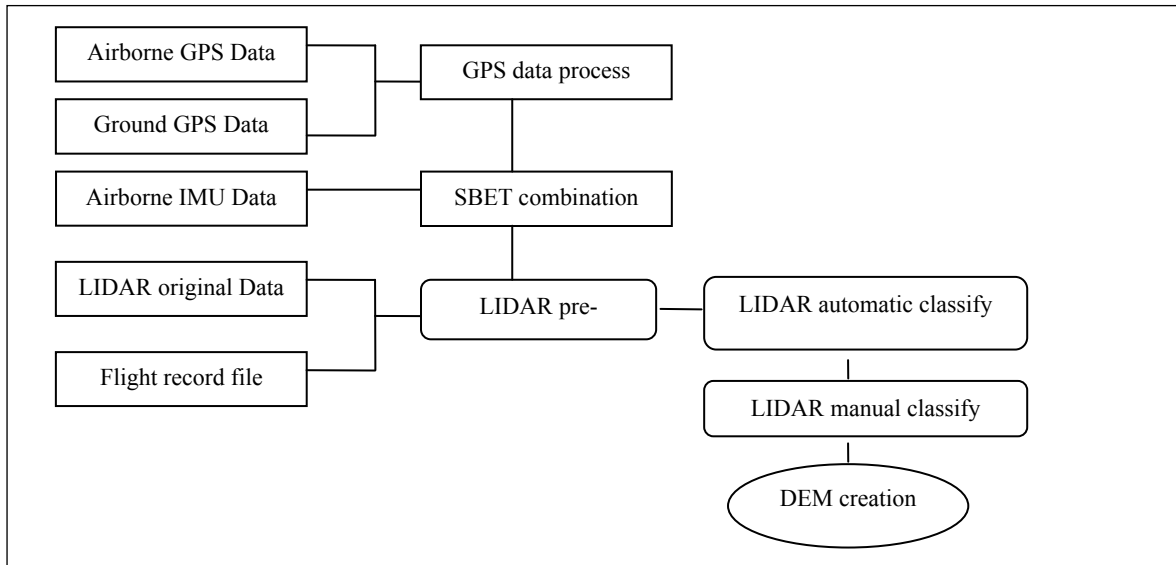 Airborne GPS Data
GPS data process
Ground GPS Data
Airborne IMU Data
SBET combination
LIDAR original Data
LIDAR pre-
LIDAR automatic classify
Flight record file
LIDAR manual classify
DEM creation